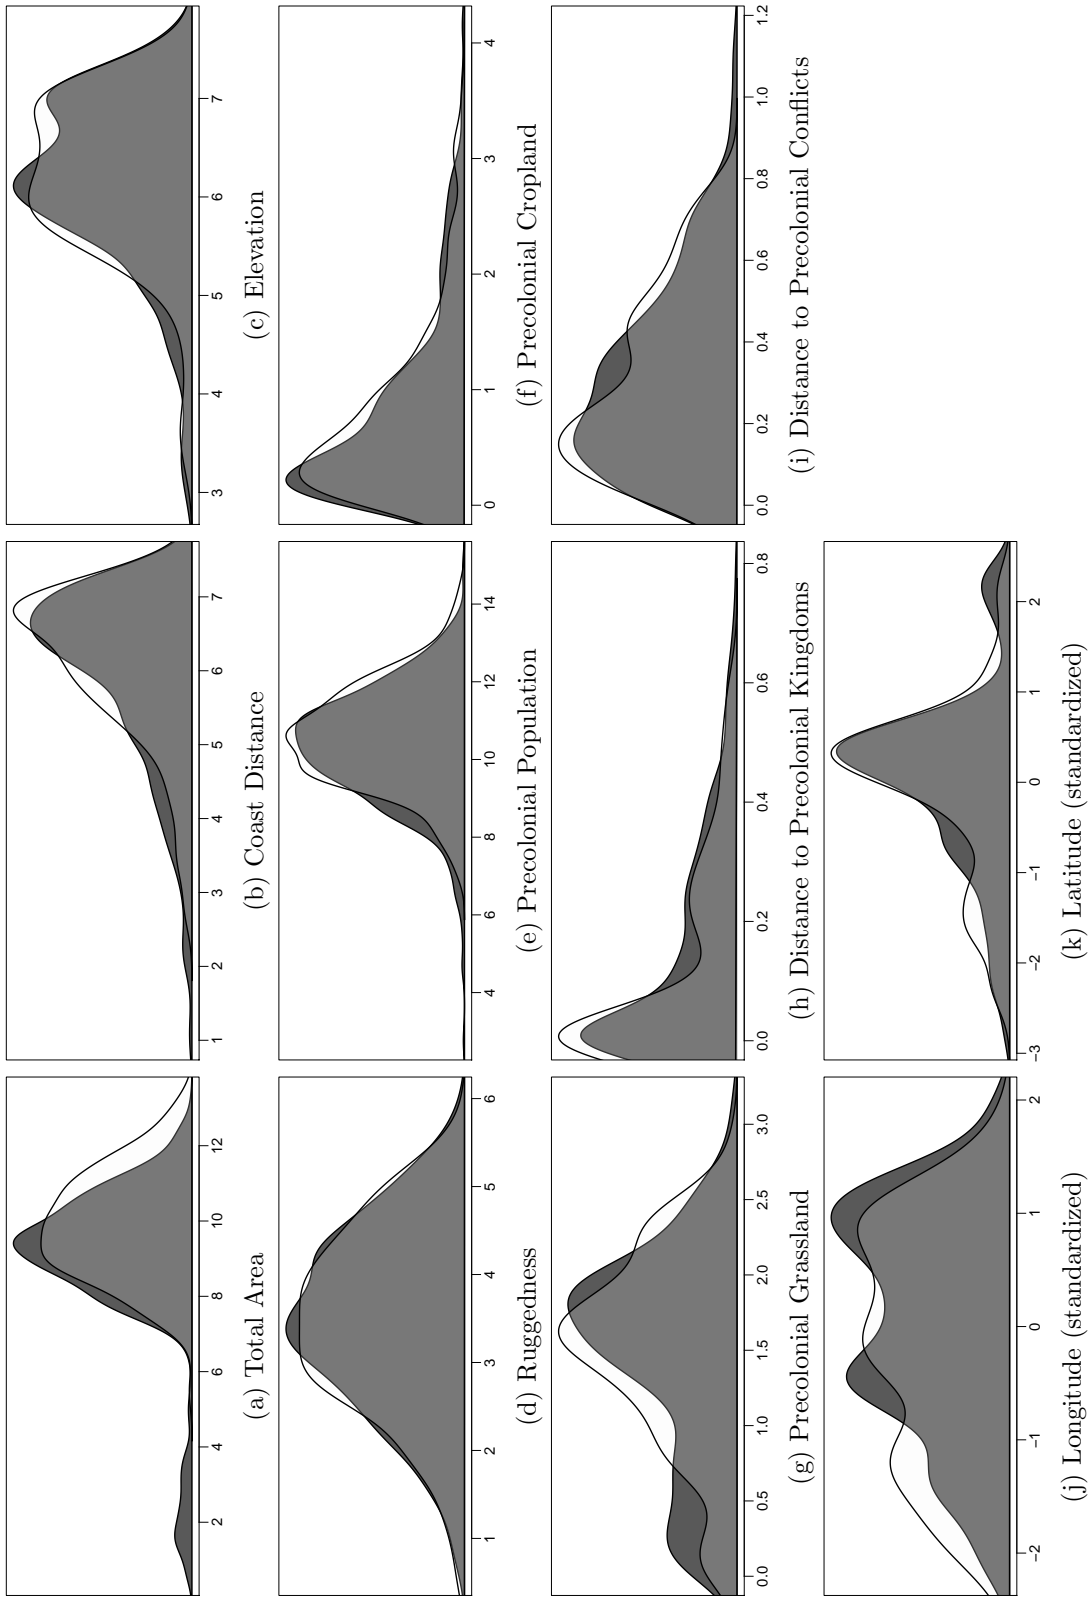 2 4 6 8 10 12
(a) Total Area
1 2 3 4 5 6 7
(b) Coast Distance
3 4 5 6 7
(c) Elevation
1 2 3 4 5 6
(d) Ruggedness
4 6 8 10 12 14
(e) Precolonial Population
0 1 2 3 4
(f) Precolonial Cropland
0.0 0.5 1.0 1.5 2.0 2.5 3.0
(g) Precolonial Grassland
0.0 0.2 0.4 0.6 0.8
(h) Distance to Precolonial Kingdoms
0.0 0.2 0.4 0.6 0.8 1.0 1.2
(i) Distance to Precolonial Conflicts
−2 −1 0 1 2
(j) Longitude (standardized)
−3 −2 −1 0 1 2
(k) Latitude (standardized)